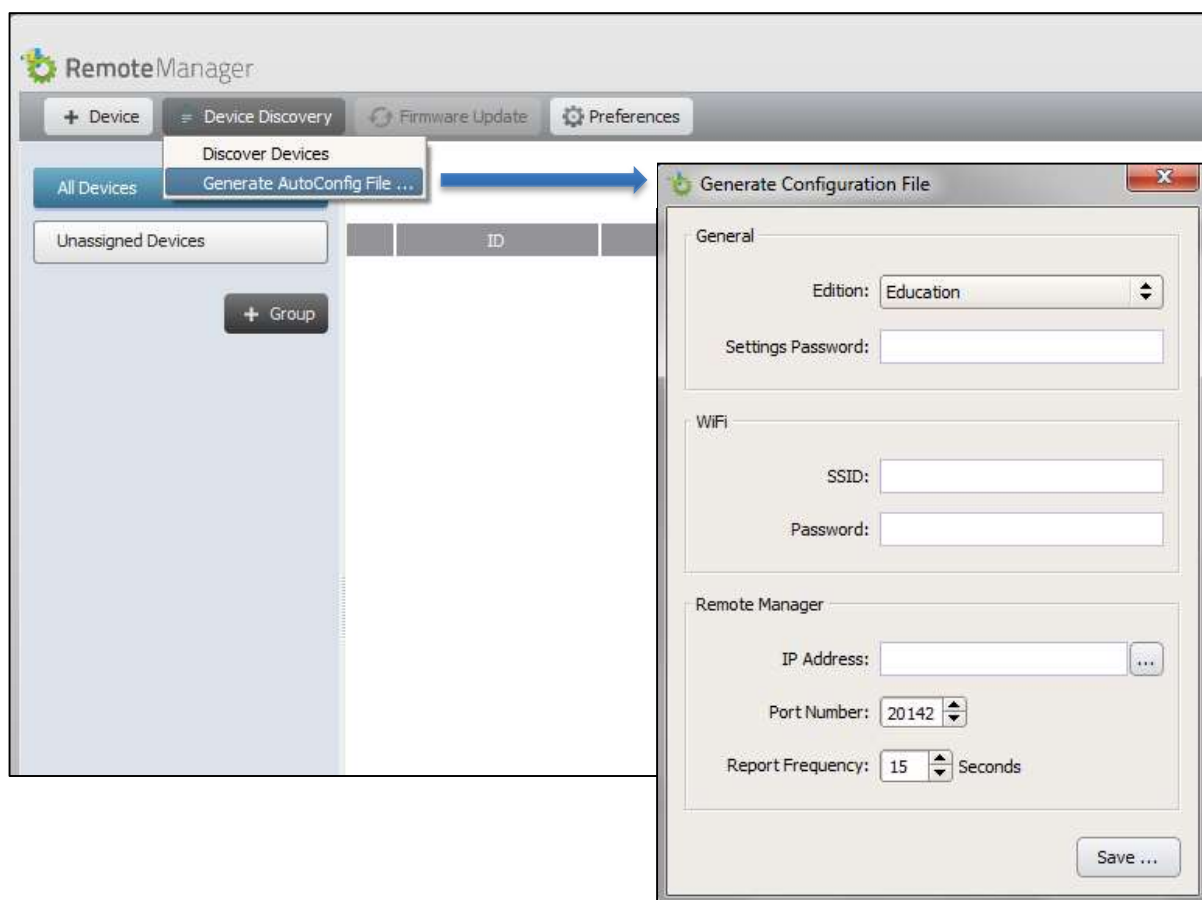 RemoteManager
+ Device
Device Discovery
Firmware Update
Preferences
Discover Devices
Generate AutoConfig File ...
All Devices
Unassigned Devices
ID
+ Group
Generate Configuration File
General
Edition: Education
Settings Password:
WiFi
SSID:
Password:
Remote Manager
IP Address: ...
Port Number: 20142
Report Frequency: 15 Seconds
Save ...